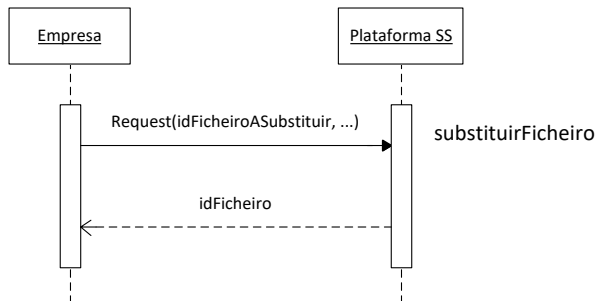 Empresa
Plataforma SS
Request(idFicheiroASubstituir, ...)
substituirFicheiro
idFicheiro